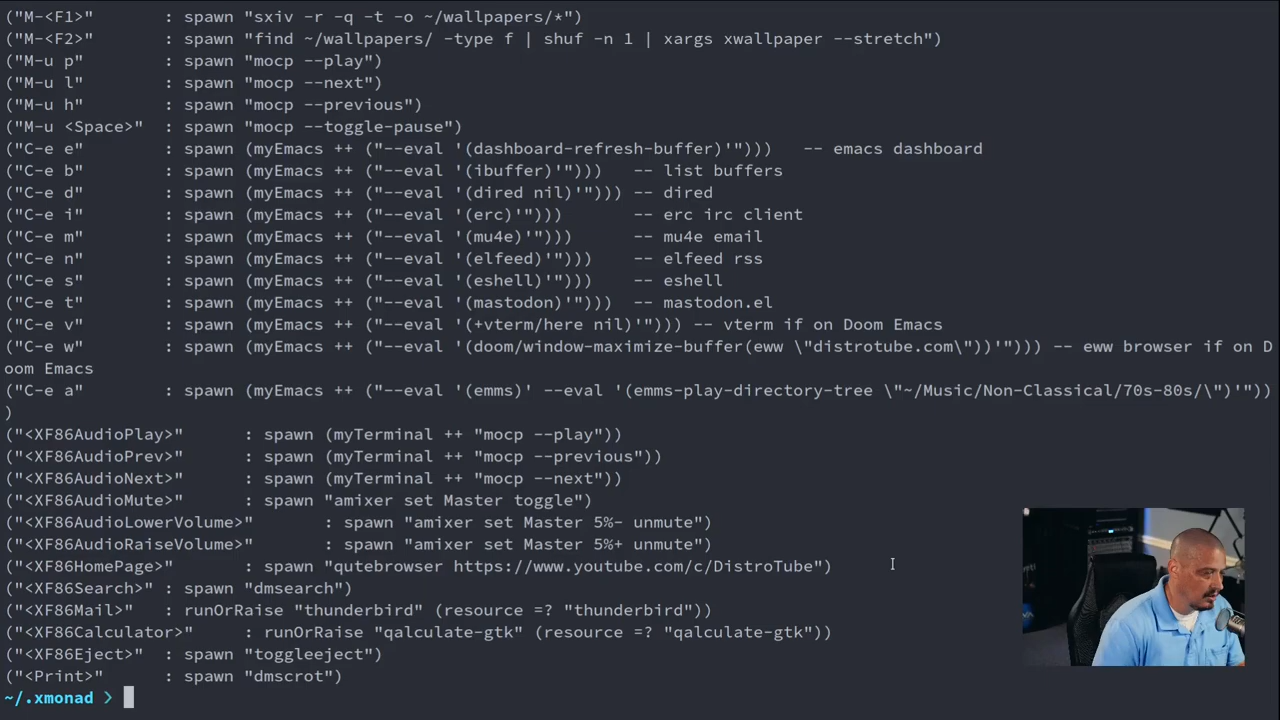 ("M-<F1>"        : spawn "sxiv -r -q -t -o ~/wallpapers/*")
("M-<F2>"        : spawn "find ~/wallpapers/ -type f | shuf -n 1 | xargs xwallpaper --stretch")
("M-u p"         : spawn "mocp --play")
("M-u l"         : spawn "mocp --next")
("M-u h"         : spawn "mocp --previous")
("M-u <Space>"   : spawn "mocp --toggle-pause")
("C-e e"         : spawn (myEmacs ++ ("--eval '(dashboard-refresh-buffer)'")))   -- emacs dashboard
("C-e b"         : spawn (myEmacs ++ ("--eval '(ibuffer)'")))   -- list buffers
("C-e d"         : spawn (myEmacs ++ ("--eval '(dired nil)'"))) -- dired
("C-e i"         : spawn (myEmacs ++ ("--eval '(erc)'")))       -- erc irc client
("C-e m"         : spawn (myEmacs ++ ("--eval '(mu4e)'")))      -- mu4e email
("C-e n"         : spawn (myEmacs ++ ("--eval '(elfeed)'")))    -- elfeed rss
("C-e s"         : spawn (myEmacs ++ ("--eval '(eshell)'")))    -- eshell
("C-e t"         : spawn (myEmacs ++ ("--eval '(mastodon)'")))  -- mastodon.el
("C-e v"         : spawn (myEmacs ++ ("--eval '(+vterm/here nil)'"))) -- vterm if on Doom Emacs
("C-e w"         : spawn (myEmacs ++ ("--eval '(doom/window-maximize-buffer(eww \"distrotube.com\"))'"))) -- eww browser if on D
oom Emacs
("C-e a"         : spawn (myEmacs ++ ("--eval '(emms)' --eval '(emms-play-directory-tree \"~/Music/Non-Classical/70s-80s/\")'"))
)
("<XF86AudioPlay>"       : spawn (myTerminal ++ "mocp --play"))
("<XF86AudioPrev>"       : spawn (myTerminal ++ "mocp --previous"))
("<XF86AudioNext>"       : spawn (myTerminal ++ "mocp --next"))
("<XF86AudioMute>"       : spawn "amixer set Master toggle")
("<XF86AudioLowerVolume>"        : spawn "amixer set Master 5%- unmute")
("<XF86AudioRaiseVolume>"        : spawn "amixer set Master 5%+ unmute")
("<XF86HomePage>"        : spawn "qutebrowser https://www.youtube.com/c/DistroTube")
("<XF86Search>"  : spawn "dmsearch")
("<XF86Mail>"    : runOrRaise "thunderbird" (resource =? "thunderbird"))
("<XF86Calculator>"      : runOrRaise "qalculate-gtk" (resource =? "qalculate-gtk"))
("<XF86Eject>"   : spawn "toggleeject")
("<Print>"       : spawn "dmscrot")
~/.xmonad >